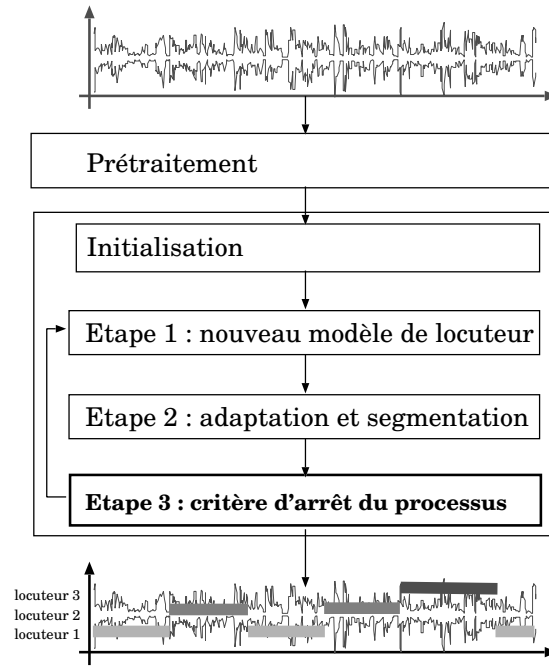 Prétraitement
Initialisation
Etape 1 : nouveau modèle de locuteur
Etape 2 : adaptation et segmentation
Etape 3 : critère d'arrêt du processus
locuteur 3
locuteur 2
locuteur 1